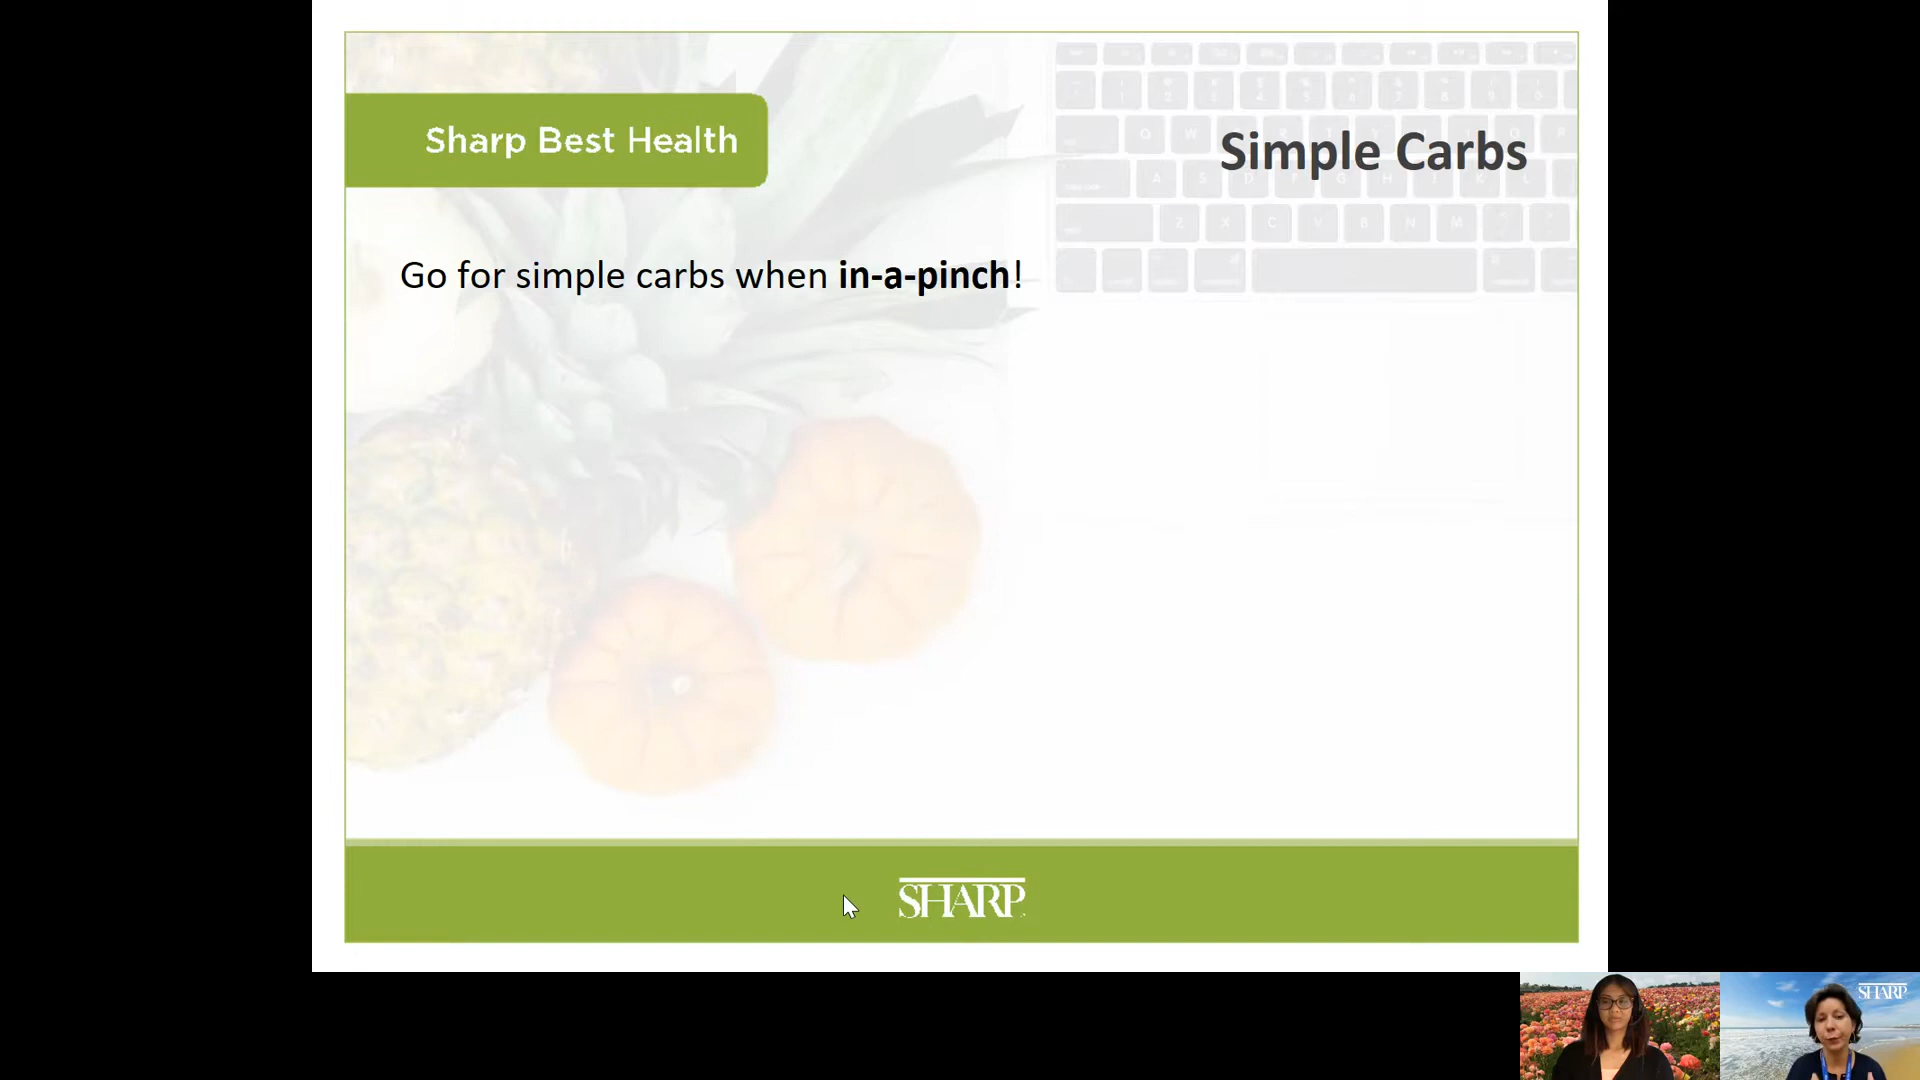 Sharp Best Health
Simple Carbs
Go for simple carbs when in-a-pinch!
Q W
A S D F G H J K L
Z X C V B N M
SHARP
SHARP